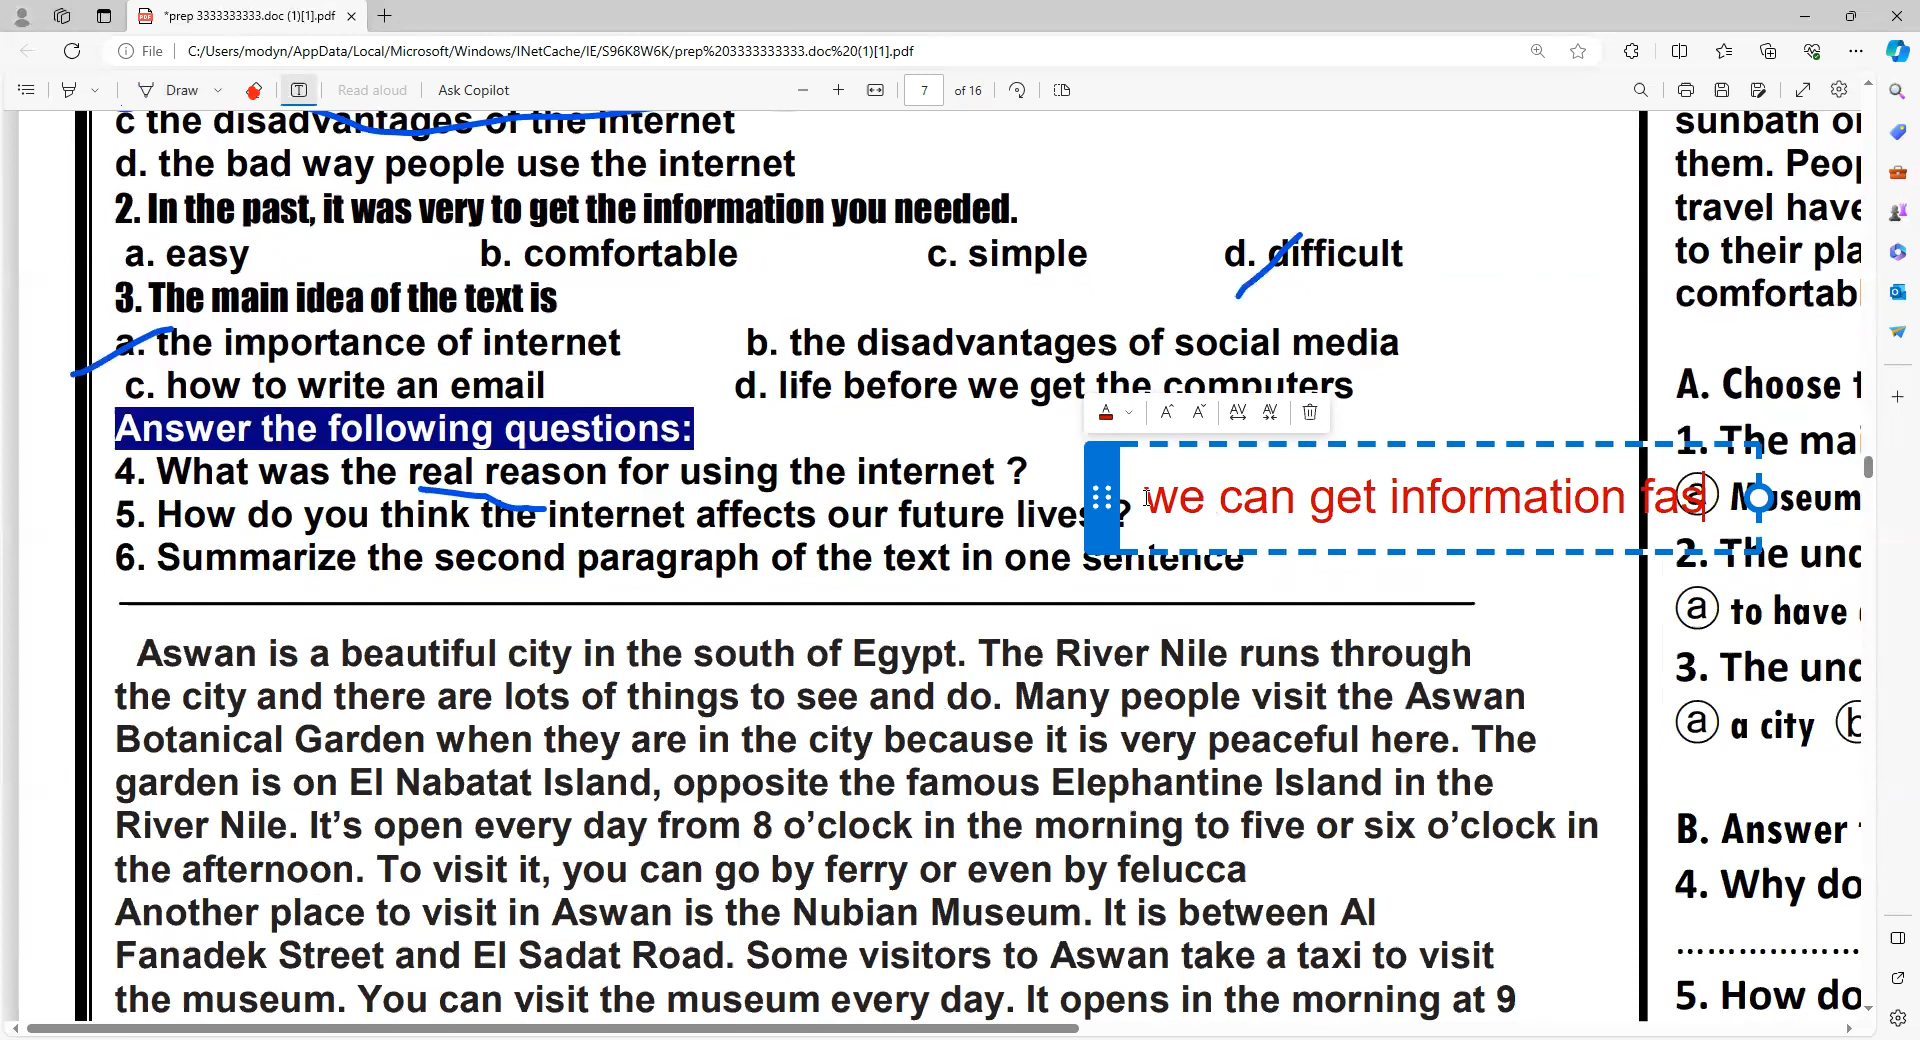 *prep 3333333333.doc (1)[1].pdf
File
C:/Users/modyn/AppData/Local/Microsoft/Windows/INetCache/IE/S96K8W6K/prep%203333333333.doc%20(1)[1].pdf
Draw
Read aloud
Ask Copilot
7
of 16
c the disadvantages of the internet
d. the bad way people use the internet
2. In the past, it was very to get the information you needed.
a. easy b. comfortable c. simple d. difficult
3. The main idea of the text is
a. the importance of internet b. the disadvantages of social media
c. how to write an email d. life before we get the computers
Answer the following questions:
4. What was the real reason for using the internet ?
we can get information fas
5. How do you think the internet affects our future lives ?
6. Summarize the second paragraph of the text in one sentence
Aswan is a beautiful city in the south of Egypt. The River Nile runs through
the city and there are lots of things to see and do. Many people visit the Aswan
Botanical Garden when they are in the city because it is very peaceful here. The
garden is on El Nabatat Island, opposite the famous Elephantine Island in the
River Nile. It’s open every day from 8 o’clock in the morning to five or six o’clock in
the afternoon. To visit it, you can go by ferry or even by felucca
Another place to visit in Aswan is the Nubian Museum. It is between Al
Fanadek Street and El Sadat Road. Some visitors to Aswan take a taxi to visit
the museum. You can visit the museum every day. It opens in the morning at 9
sunbath
them.
travel have
to their
A. Choose
1. The
Museum
2. The
a to have
3. The
a a city b
B. Answer
4. Why do
..................
5. How do